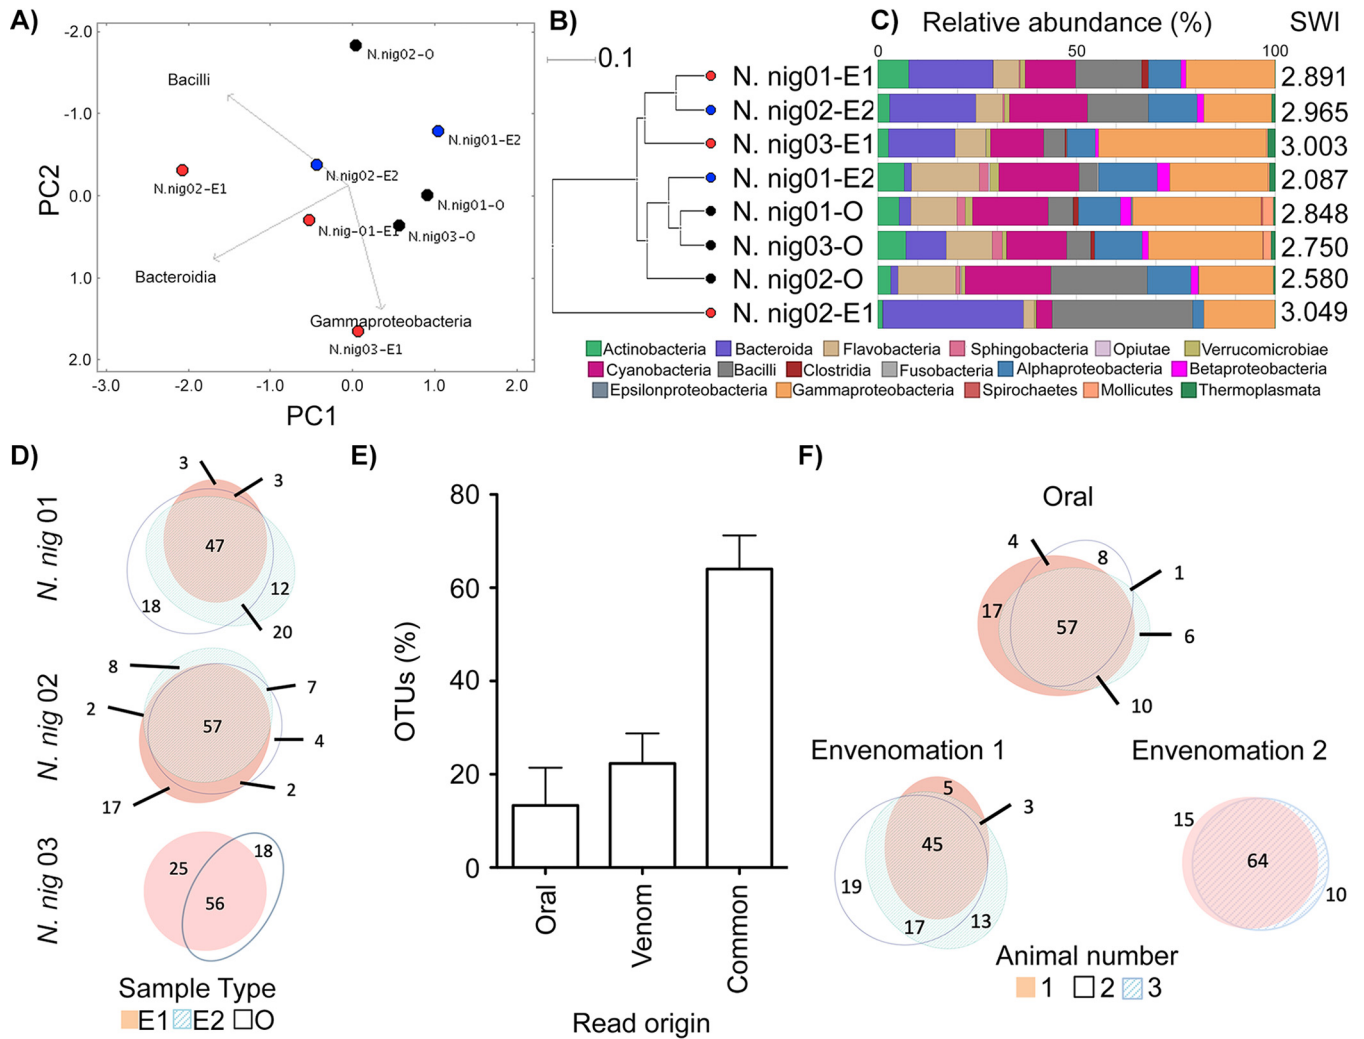 A)
-2.0
-1.0
0.0
1.0
2.0
PC2
-3.0 -2.0 -1.0 0.0 1.0 2.0
PC1
N.nig02-O
Bacilli
N.nig01-E2
N.nig02-E2
N.nig02-E1
N.nig01-O
N.nig-01-E1
N.nig03-O
Bacteroidia
Gammaproteobacteria
N.nig03-E1
B)
0.1
C) Relative abundance (%) SWI
0 50 100
N. nig01-E1 2.891
N. nig02-E2 2.965
N. nig03-E1 3.003
N. nig01-E2 2.087
N. nig01-O 2.848
N. nig03-O 2.750
N. nig02-O 2.580
N. nig02-E1 3.049
Actinobacteria Bacteroida Flavobacteria Sphingobacteria Opiutae Verrucomicrobiae
Cyanobacteria Bacilli Clostridia Fusobacteria Alphaproteobacteria Betaproteobacteria
Epsilonproteobacteria Gammaproteobacteria Spirochaetes Mollicutes Thermoplasmata
D)
N. nig 01
3
3
47
12
18
20
N. nig 02
8
7
2
57
4
2
17
N. nig 03
18
25
56
Sample Type
E1 E2 O
E)
80
60
40
20
0
OTUs (%)
Oral
Venom
Common
Read origin
F)
Oral
4
8
1
17
57
6
10
Envenomation 1
5
3
45
19
17
13
Envenomation 2
15
64
10
Animal number
1 2 3